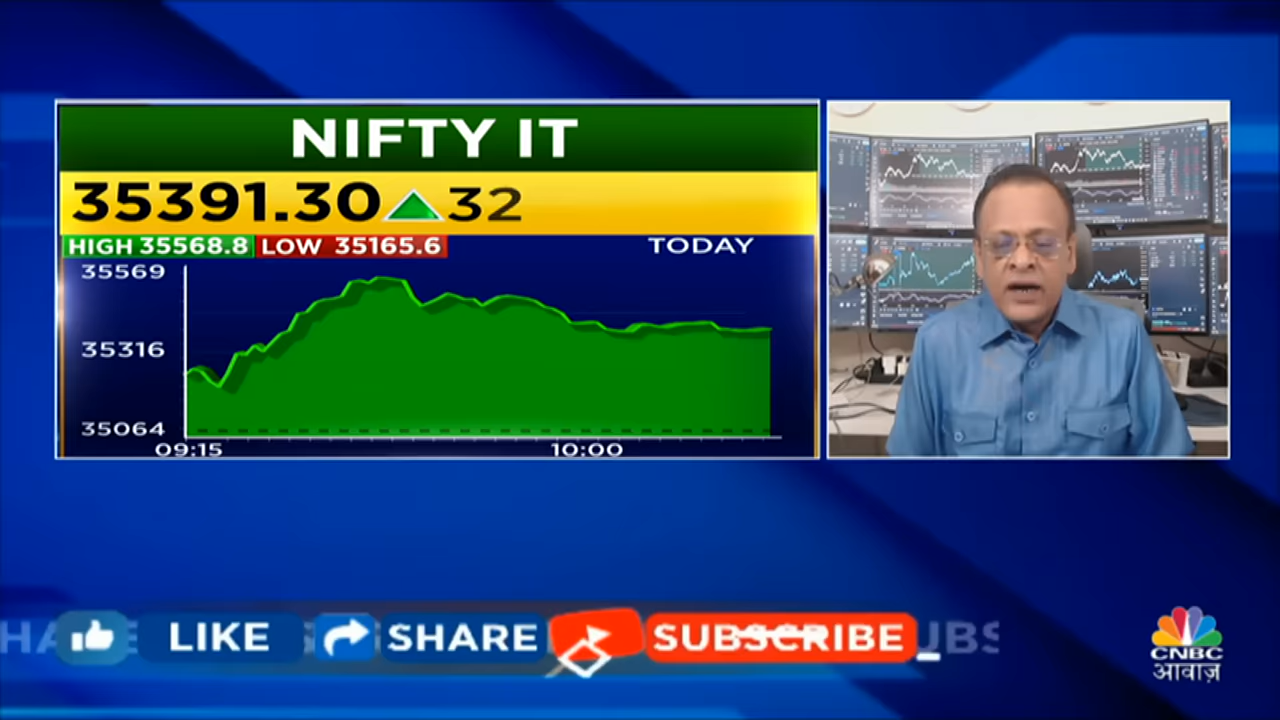 NIFTY IT
35391.30 ▲ 32
HIGH 35568.8 LOW 35165.6 TODAY
35569
35316
35064
09:15 10:00
LIKE SHARE SUBSCRIBE UBS
CNBC
आवाज़